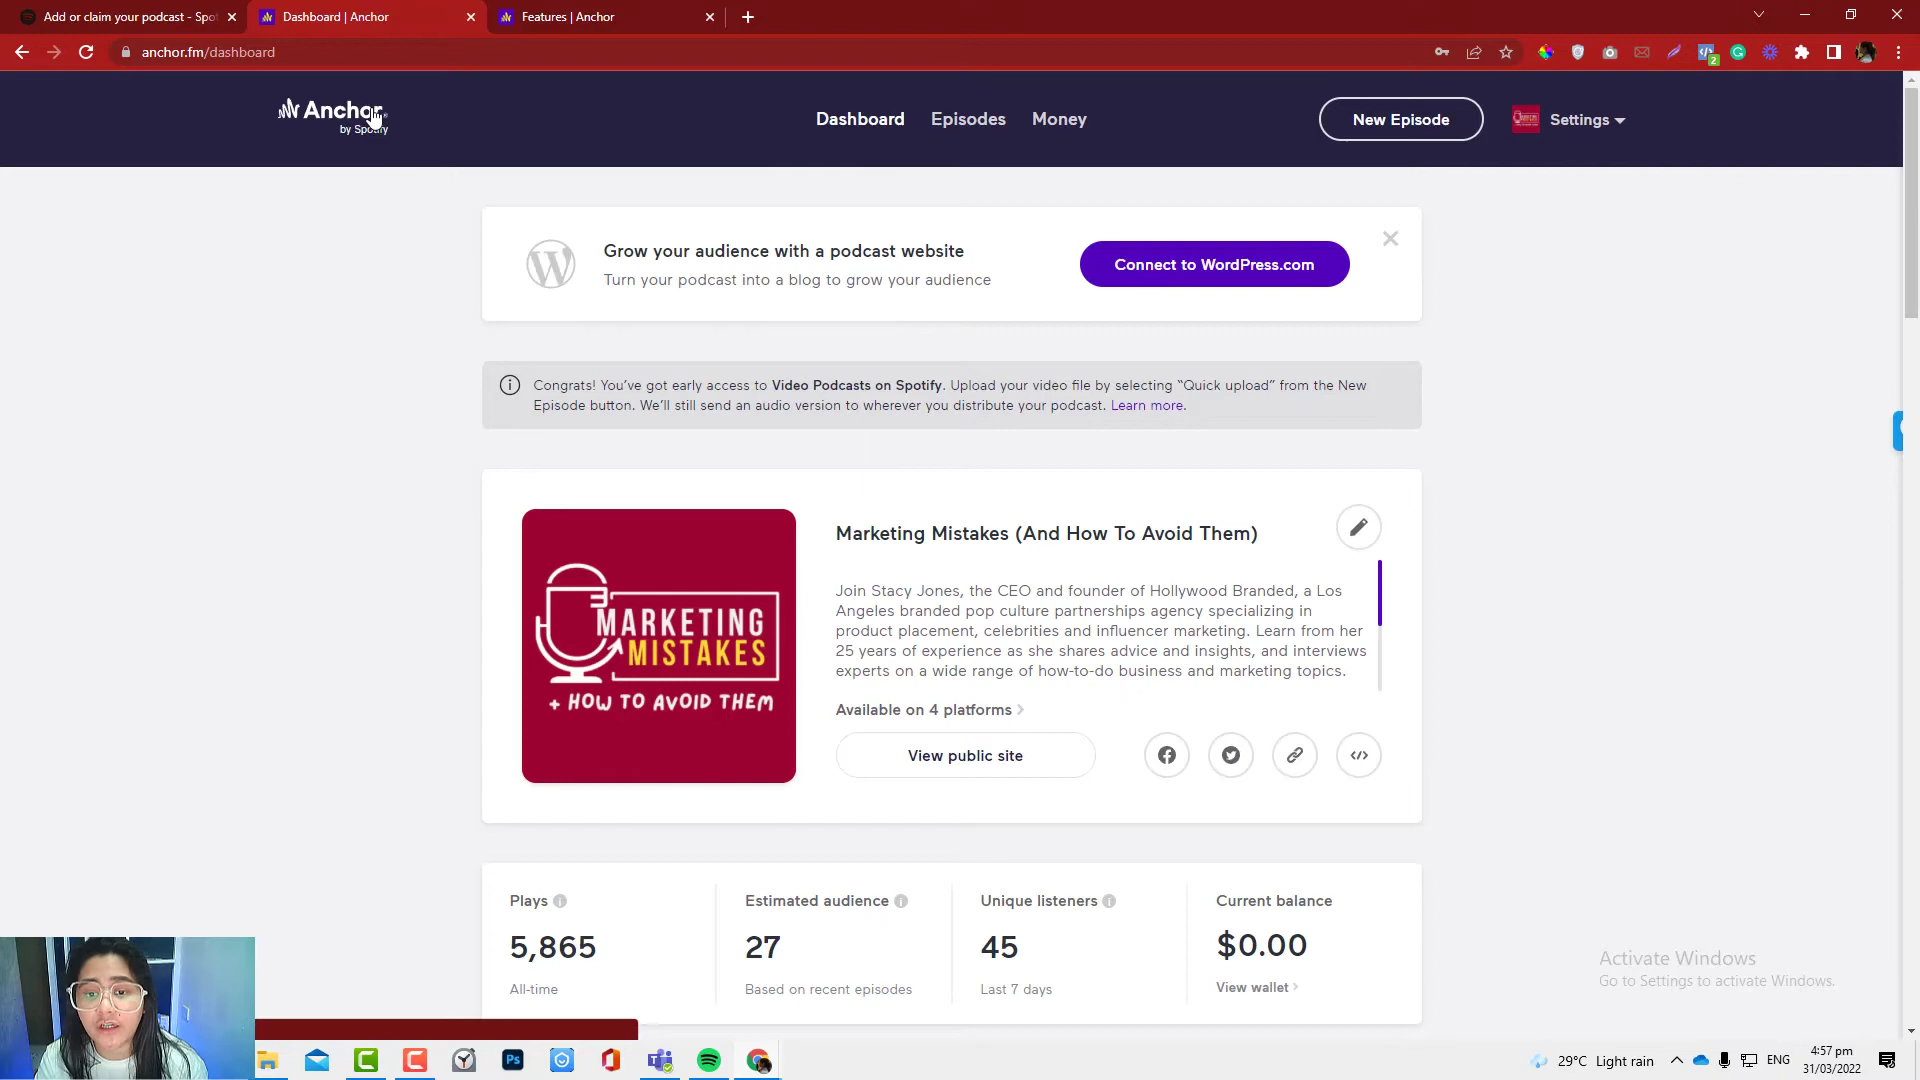 Add or claim your podcast - Spot
Dashboard | Anchor
Features | Anchor
anchor.fm/dashboard
2
Anchor
by Spotify
Dashboard
Episodes
Money
New Episode
Settings
Grow your audience with a podcast website
Turn your podcast into a blog to grow your audience
Connect to WordPress.com
Congrats! You've got early access to Video Podcasts on Spotify. Upload your video file by selecting “Quick upload” from the New
Episode button. We'll still send an audio version to wherever you distribute your podcast. Learn more.
MARKETING
MISTAKES
+ HOW TO AVOID THEM
Marketing Mistakes (And How To Avoid Them)
Join Stacy Jones, the CEO and founder of Hollywood Branded, a Los
Angeles branded pop culture partnerships agency specializing in
product placement, celebrities and influencer marketing. Learn from her
25 years of experience as she shares advice and insights, and interviews
experts on a wide range of how-to-do business and marketing topics.
Available on 4 platforms
View public site
Plays
5,865
All-time
Estimated audience
27
Based on recent episodes
Unique listeners
45
Last 7 days
Current balance
$0.00
View wallet
Activate Windows
Go to Settings to activate Windows.
Ps
29°C Light rain
ENG
4:57 pm
31/03/2022